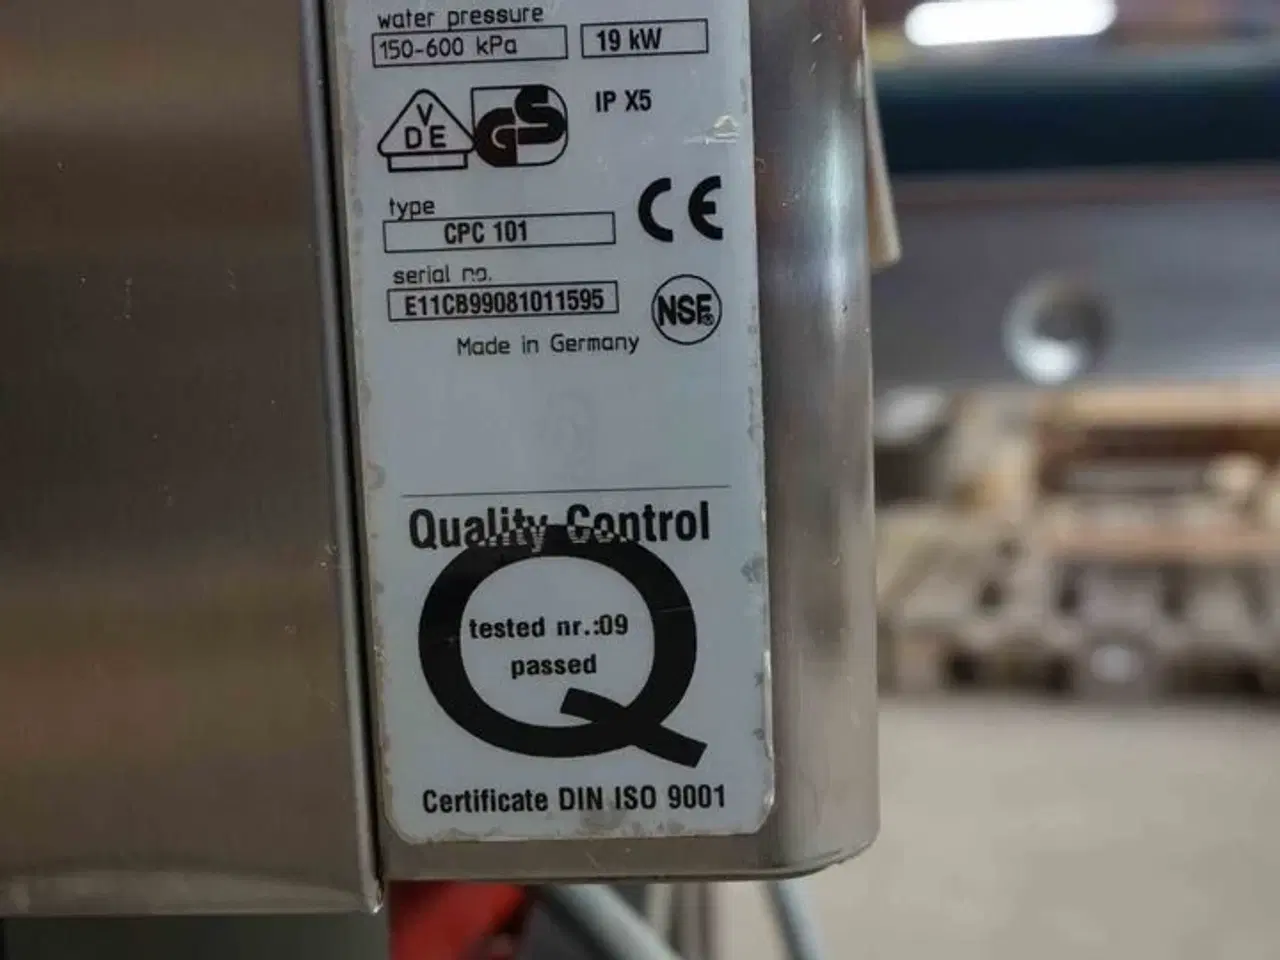 water pressure
150-600 kPa 19 kW
VDE GS IP X5
type
CPC 101 CE
serial no.
E11CB99081011595 NSF®
Made in Germany
Quality Control
Q
tested nr.:09
passed
Certificate DIN ISO 9001